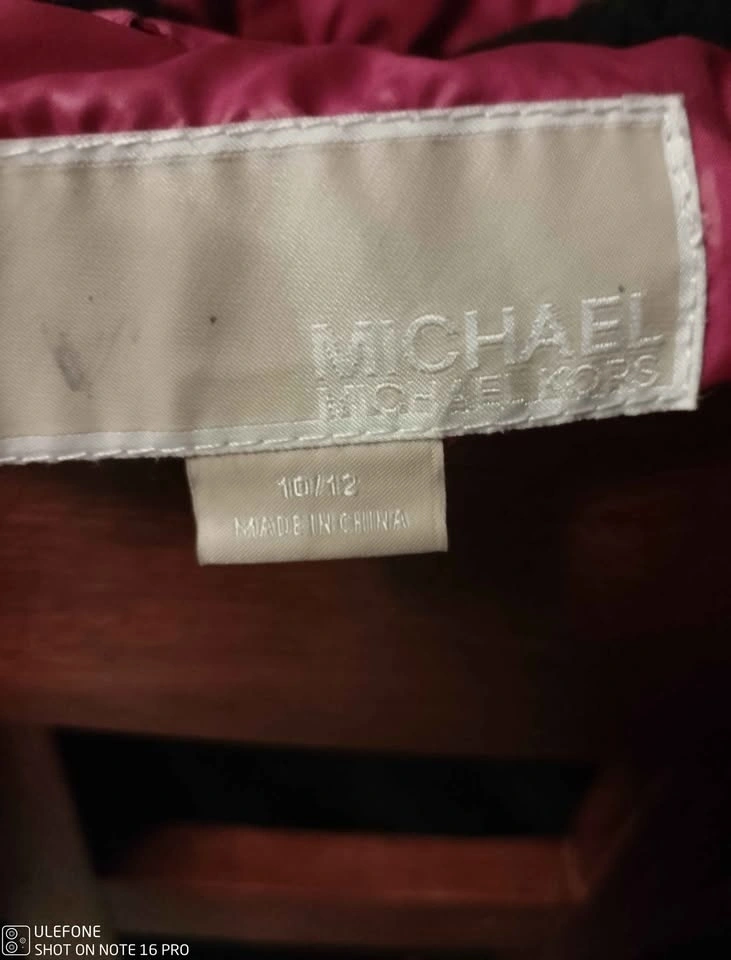 MICHAEL
MICHAEL KORS
10/12
MADE IN CHINA
ULEFONE
SHOT ON NOTE 16 PRO